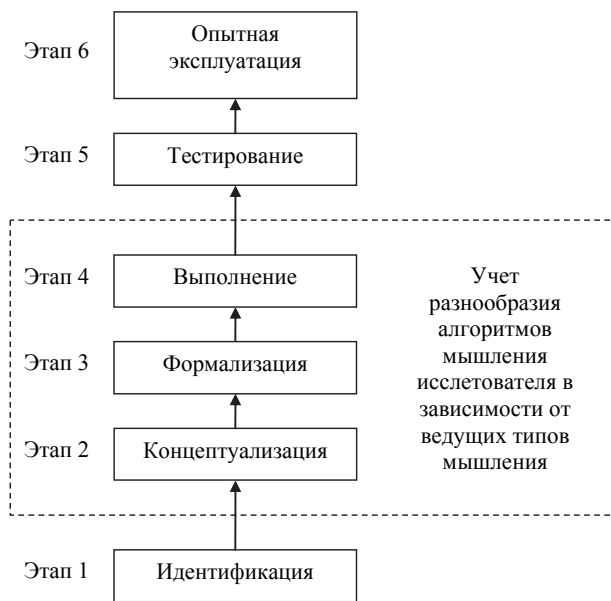 Этап 6
Опытная
эксплуатация
Этап 5
Тестирование
Этап 4
Выполнение
Этап 3
Формализация
Этап 2
Концептуализация
Учет
разнообразия
алгоритмов
мышления
исслетователя в
зависимости от
ведущих типов
мышления
Этап 1
Идентификация